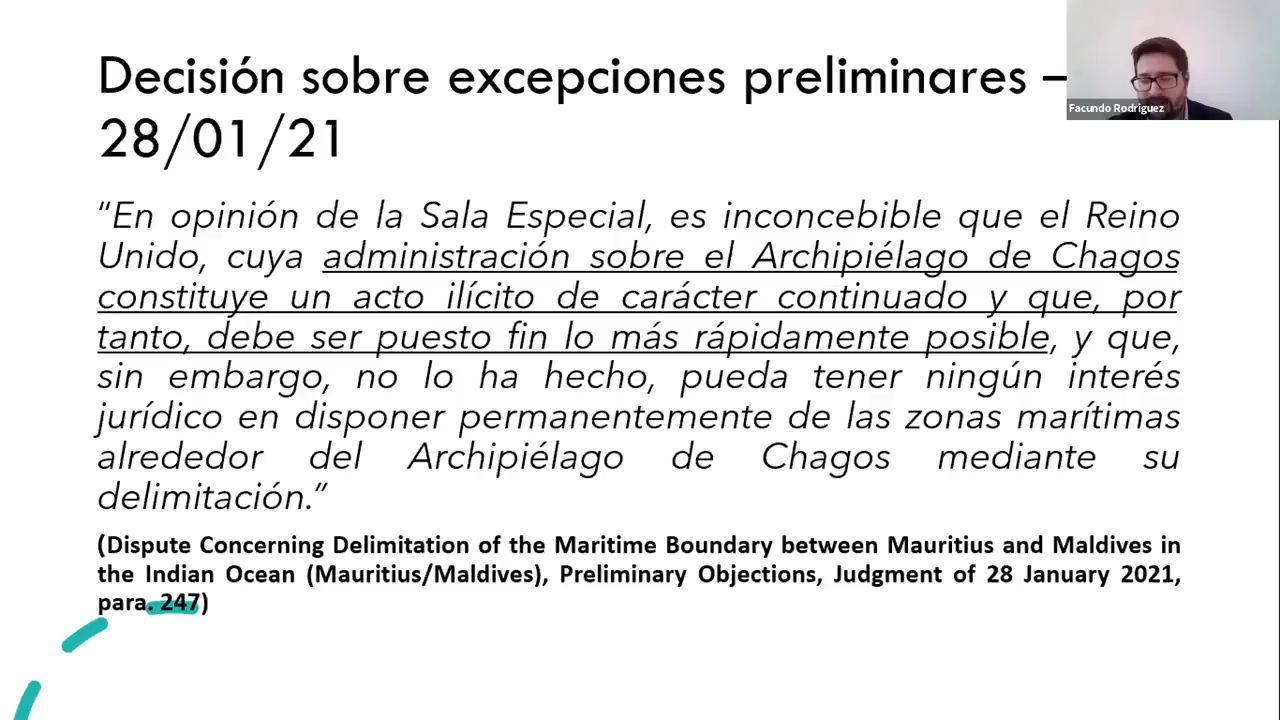 Decisión sobre excepciones preliminares –
28/01/21
Facundo Rodriguez
“En opinión de la Sala Especial, es inconcebible que el Reino
Unido, cuya administración sobre el Archipiélago de Chagos
constituye un acto ilícito de carácter continuado y que, por
tanto, debe ser puesto fin lo más rápidamente posible, y que,
sin embargo, no lo ha hecho, pueda tener ningún interés
jurídico en disponer permanentemente de las zonas marítimas
alrededor del Archipiélago de Chagos mediante su
delimitación.”
(Dispute Concerning Delimitation of the Maritime Boundary between Mauritius and Maldives in
the Indian Ocean (Mauritius/Maldives), Preliminary Objections, Judgment of 28 January 2021,
para. 247)